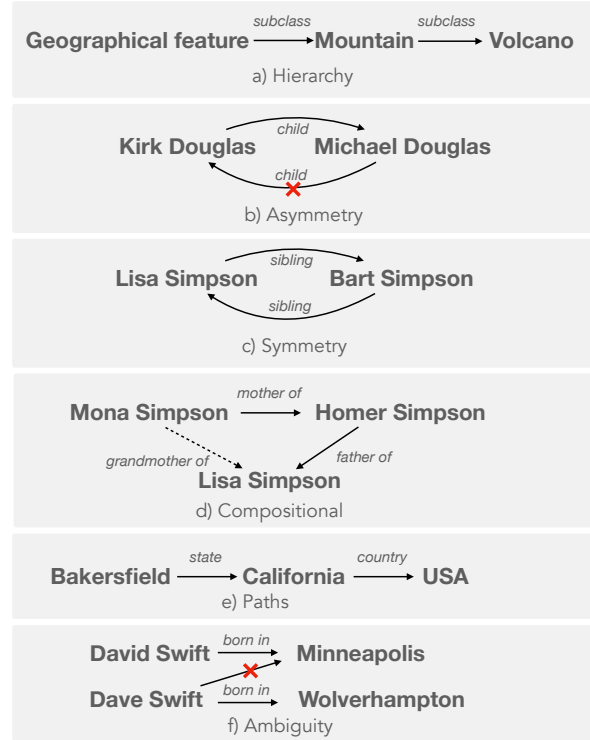 subclass subclass
Geographical feature Mountain Volcano
a) Hierarchy
child
Kirk Douglas Michael Douglas
child
b) Asymmetry
sibling
Lisa Simpson Bart Simpson
sibling
c) Symmetry
mother of
Mona Simpson Homer Simpson
grandmother of father of
Lisa Simpson
d) Compositional
state country
Bakersfield California USA
e) Paths
born in
David Swift Minneapolis
born in
Dave Swift Wolverhampton
f) Ambiguity